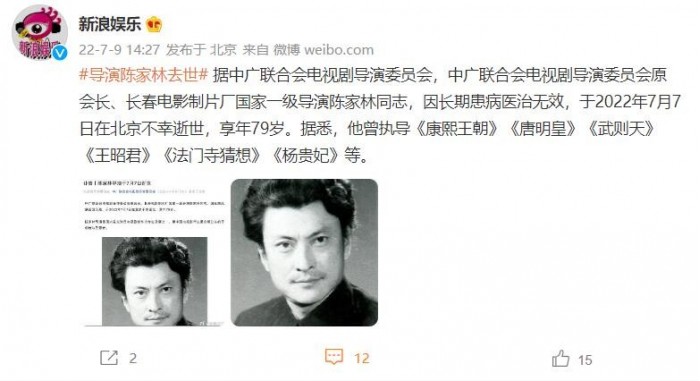 新浪娱乐
新浪娱乐
22-7-9 14:27 发布于 北京 来自 微博 weibo.com
#导演陈家林去世# 据中广联合会电视剧导演委员会，中广联合会电视剧导演委员会原
会长、长春电影制片厂国家一级导演陈家林同志，因长期患病医治无效，于2022年7月7
日在北京不幸逝世，享年79岁。据悉，他曾执导《康熙王朝》《唐明皇》《武则天》
《王昭君》《法门寺猜想》《杨贵妃》等。
2
12
15